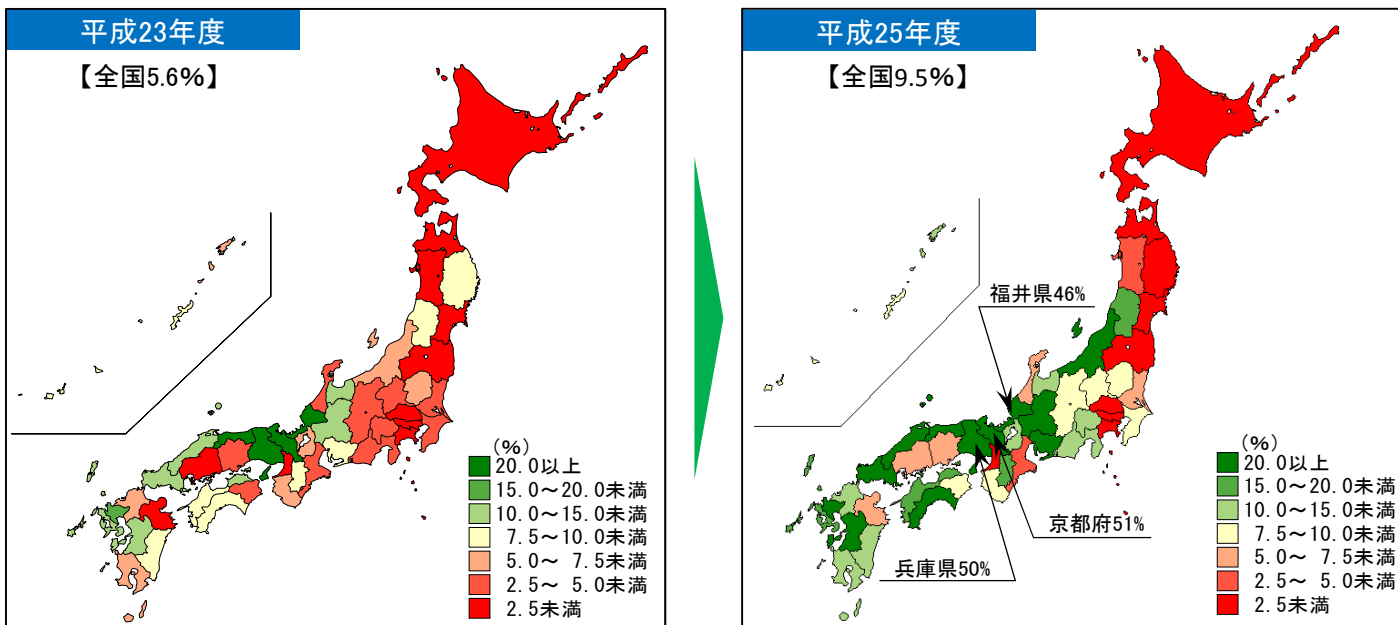 平成23年度
【全国5.6%】
(%)
20.0以上
15.0～20.0未満
10.0～15.0未満
7.5～10.0未満
5.0～ 7.5未満
2.5～ 5.0未満
2.5未満
平成25年度
【全国9.5%】
福井県46%
京都府51%
兵庫県50%
(%)
20.0以上
15.0～20.0未満
10.0～15.0未満
7.5～10.0未満
5.0～ 7.5未満
2.5～ 5.0未満
2.5未満